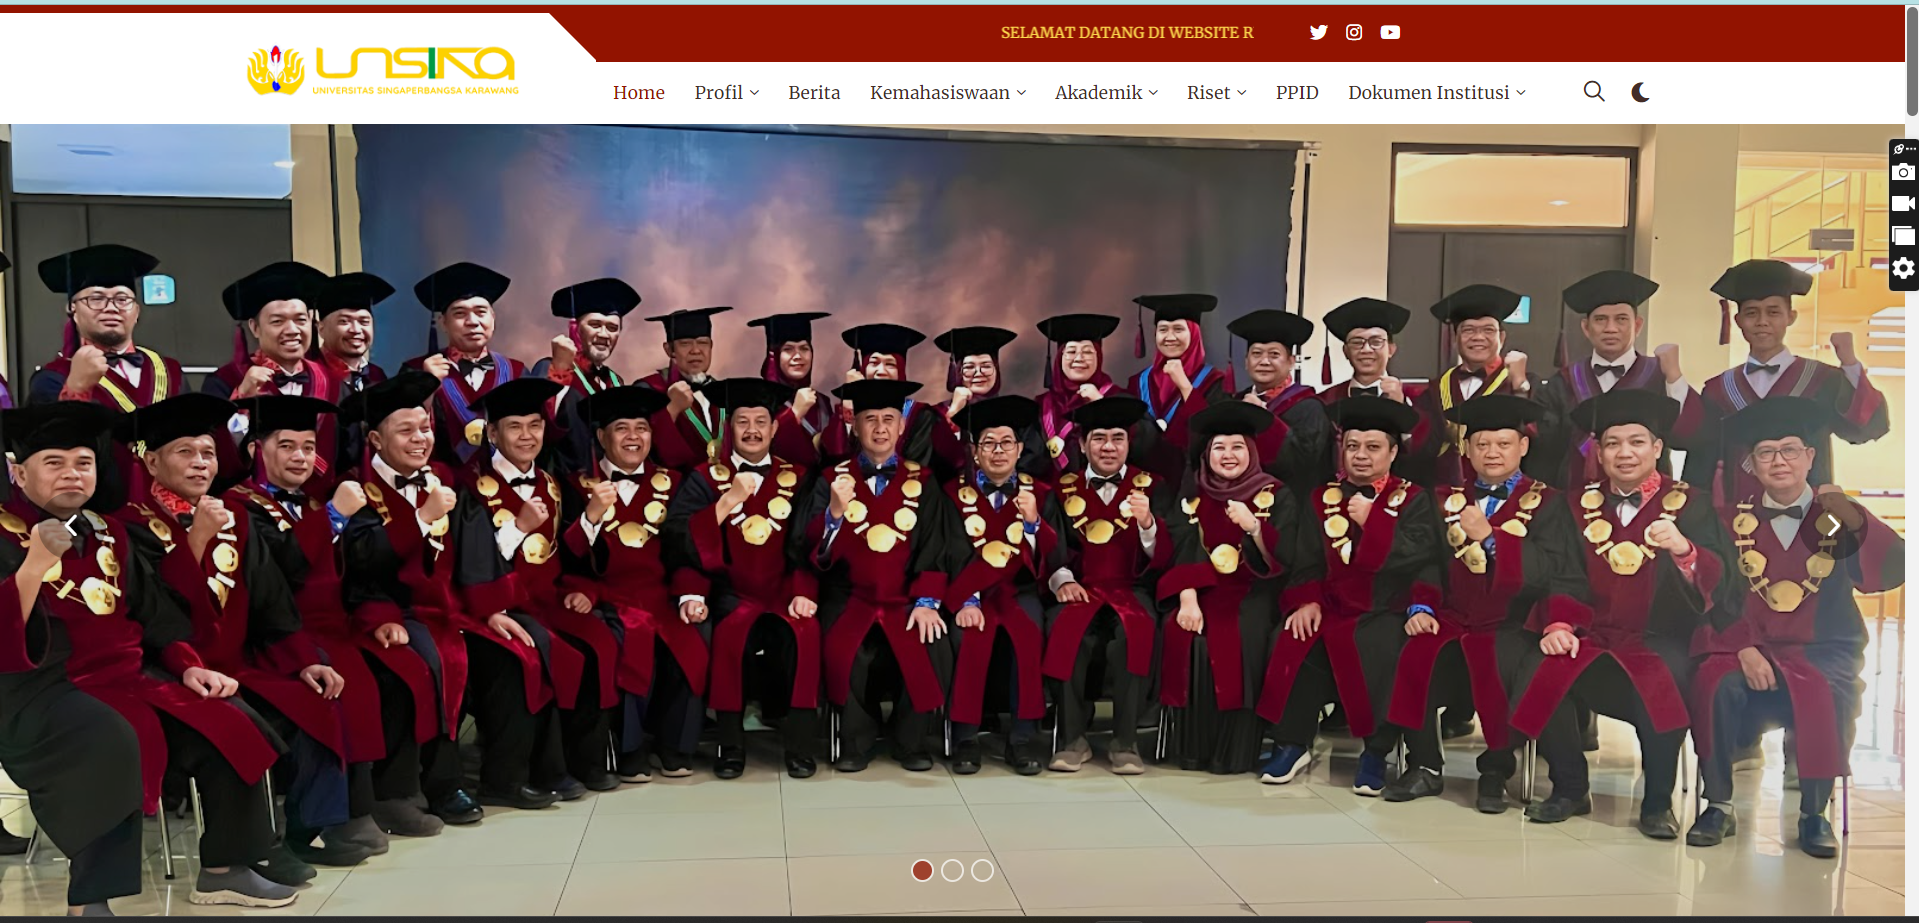 SELAMAT DATANG DI WEBSITE R
UNSIKA
UNIVERSITAS SINGAPERBANGSA KARAWANG
Home Profil Berita Kemahasiswaan Akademik Riset PPID Dokumen Institusi